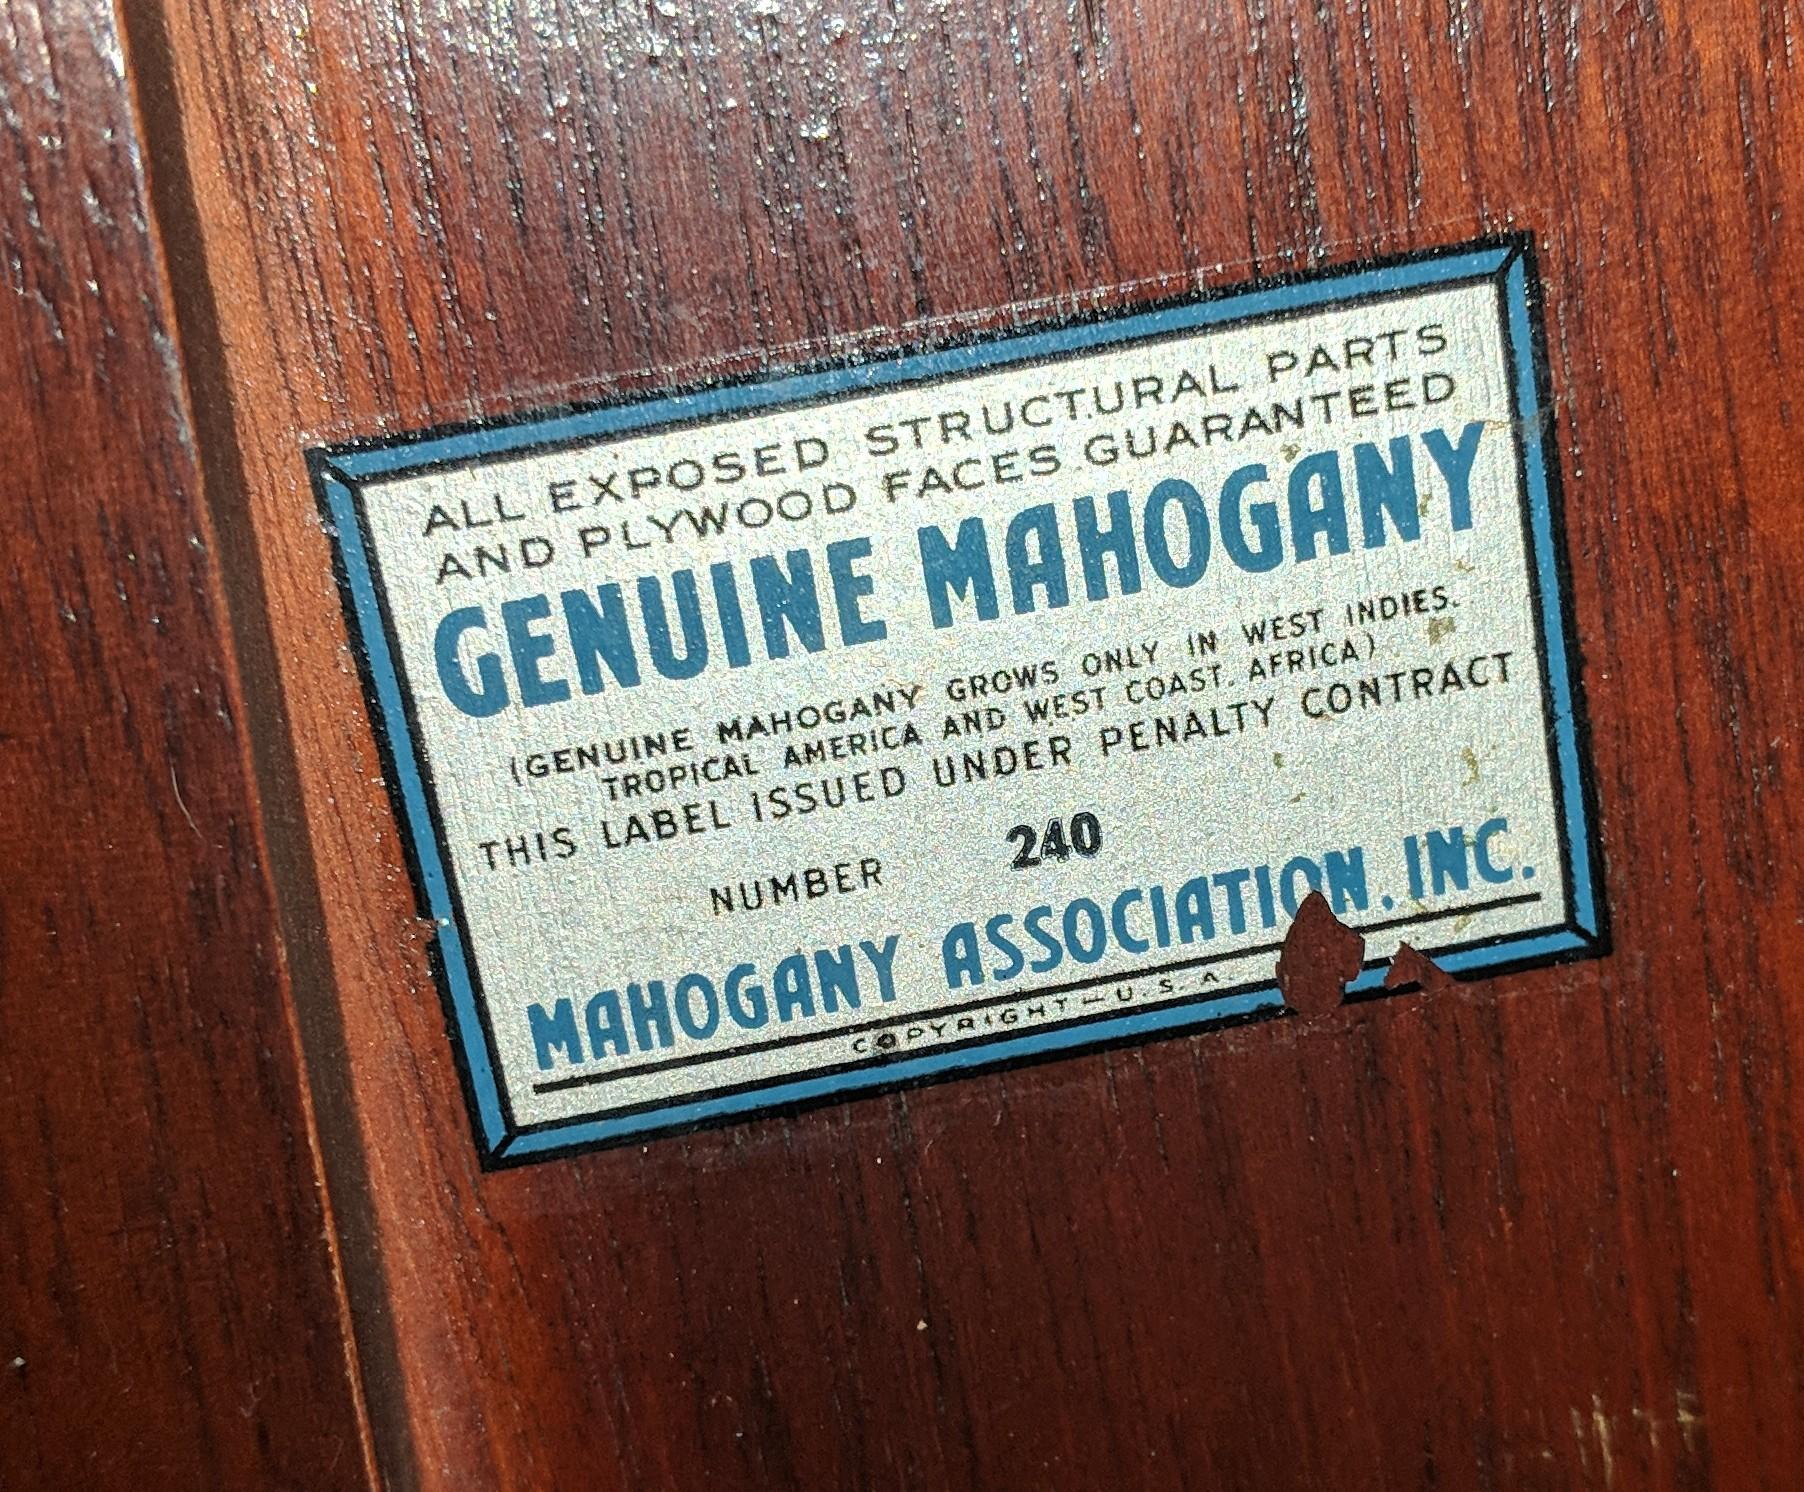 ALL EXPOSED STRUCTURAL PARTS
AND PLYWOOD FACES GUARANTEED
GENUINE MAHOGANY
(GENUINE MAHOGANY GROWS ONLY IN WEST INDIES.
TROPICAL AMERICA AND WEST COAST. AFRICA)
THIS LABEL ISSUED UNDER PENALTY CONTRACT
NUMBER 240
MAHOGANY ASSOCIATION, INC.
COPYRIGHT-U.S.A.